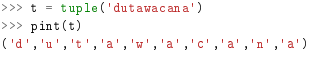 >>> t = tuple('dutawacana')
>>> pint(t)
('d','u','t','a','w','a','c','a','n','a')